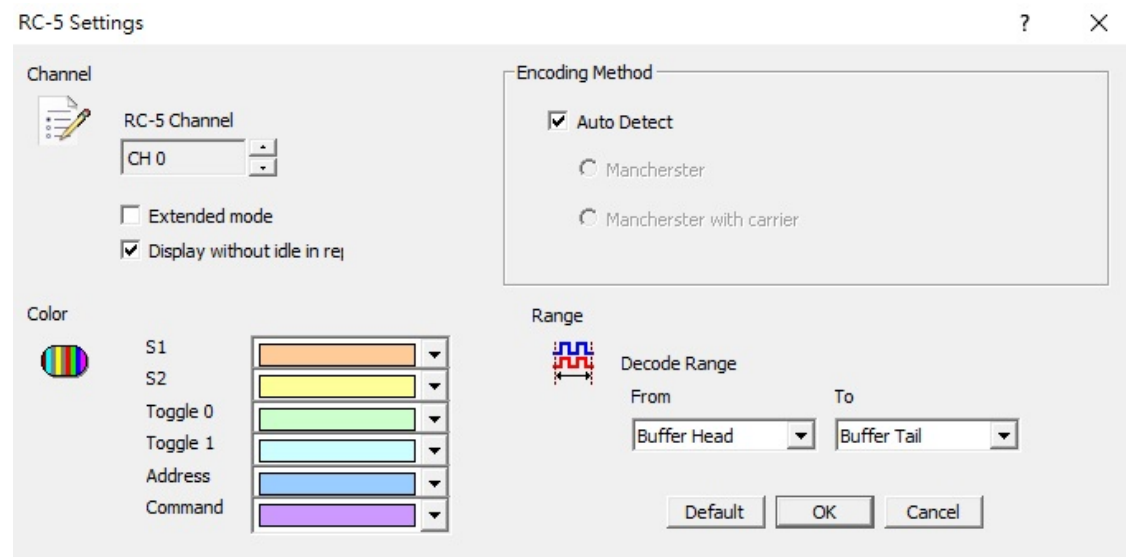 RC-5 Settings
?
Channel
RC-5 Channel
CH 0
Extended mode
Display without idle in
Encoding Method
Auto Detect
Mancherster
Mancherster with carrier
Color
S1
S2
Toggle 0
Toggle 1
Address
Command
Range
Decode Range
From
To
Buffer Head
Buffer Tail
Default
OK
Cancel